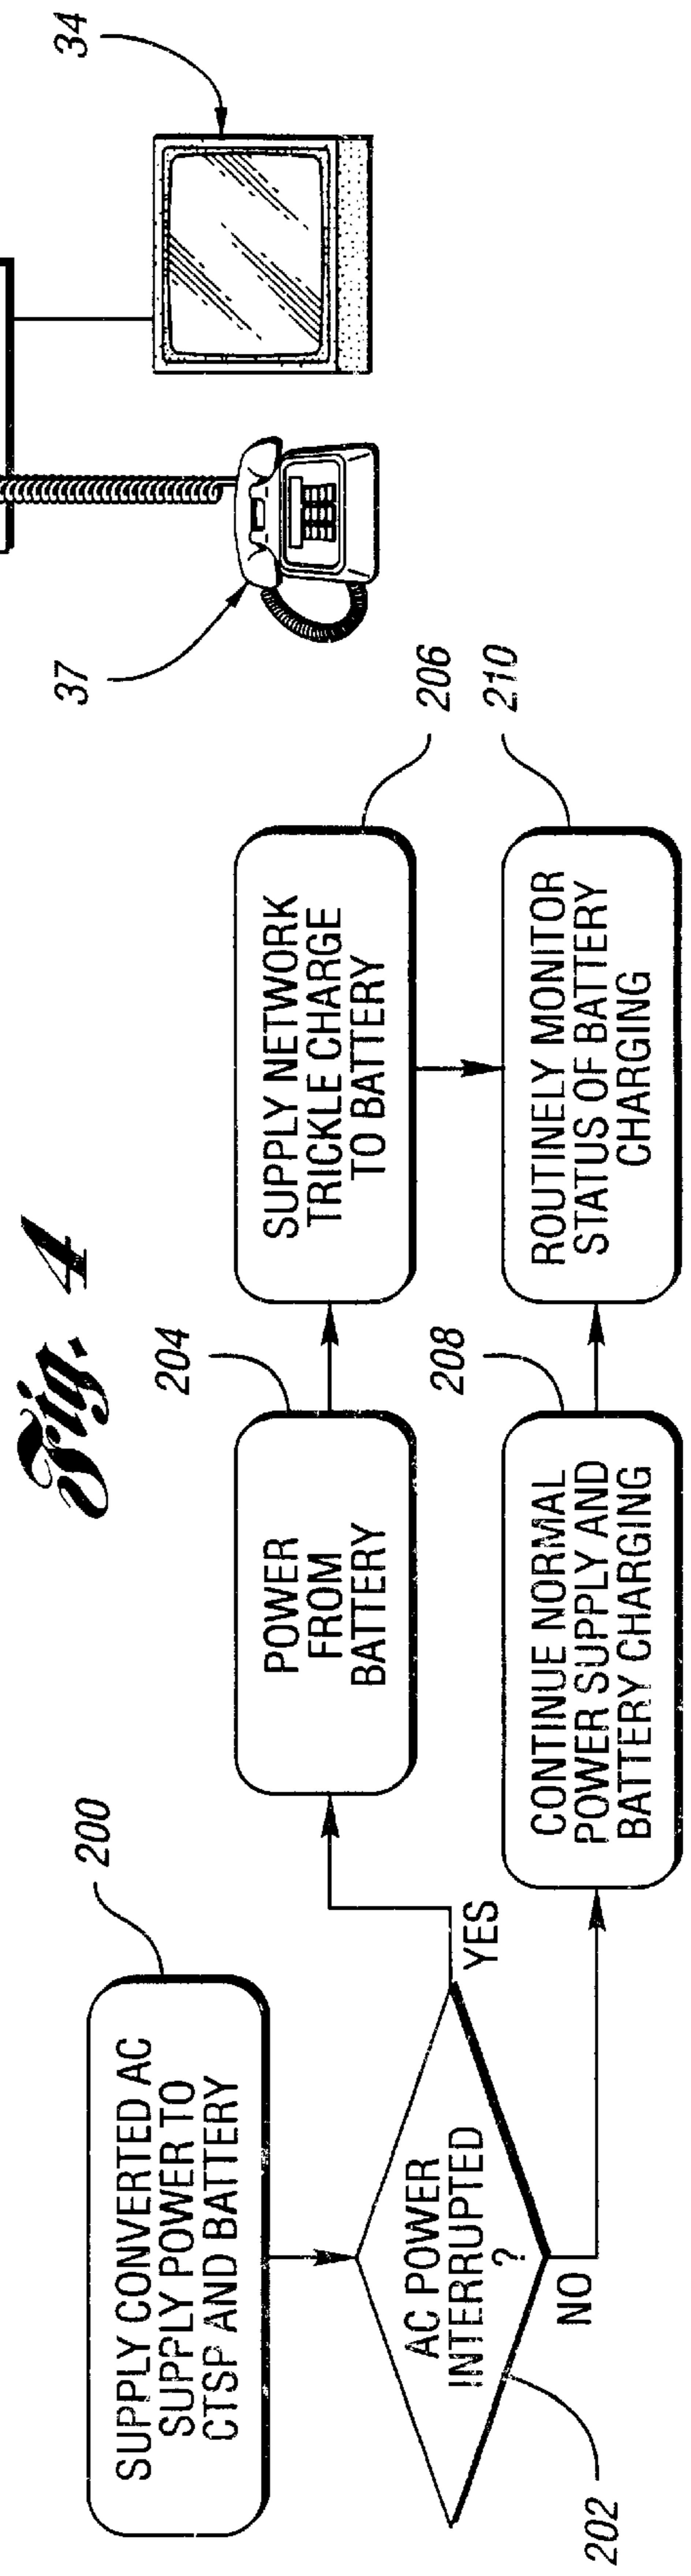 Fig. 4
200
SUPPLY CONVERTED AC
SUPPLY POWER TO
CTSP AND BATTERY
AC POWER
INTERRUPTED
?
202
YES
NO
204
POWER
FROM
BATTERY
SUPPLY NETWORK
TRICKLE CHARGE
TO BATTERY
206
208
CONTINUE NORMAL
POWER SUPPLY AND
BATTERY CHARGING
ROUTINELY MONITOR
STATUS OF BATTERY
CHARGING
210
37
34